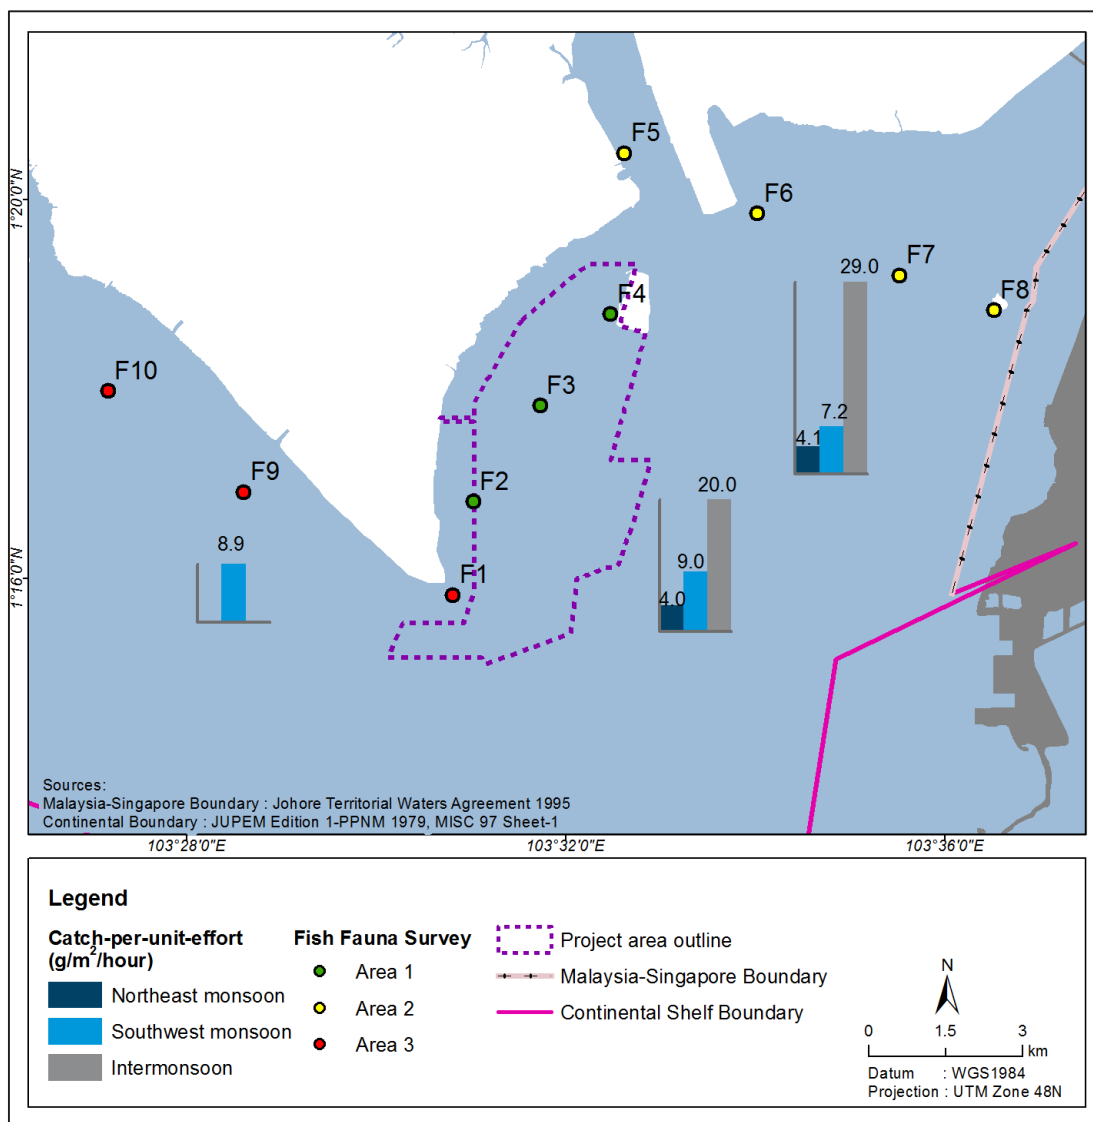 F5
1°20'0"N
F6
F7
29.0
F8
F4
F10
F3
7.2
4.1
F9
F2
20.0
8.9
9.0
1°16'0"N
F1
4.0
Sources:
Malaysia-Singapore Boundary : Johore Territorial Waters Agreement 1995
Continental Boundary : JUPEM Edition 1-PPNM 1979, MISC 97 Sheet-1
103°28'0"E
103°32'0"E
103°36'0"E
Legend
Catch-per-unit-effort
(g/m²/hour)
Northeast monsoon
Southwest monsoon
Intermonsoon
Fish Fauna Survey
Area 1
Area 2
Area 3
Project area outline
Malaysia-Singapore Boundary
Continental Shelf Boundary
N
0 1.5 3
km
Datum : WGS1984
Projection : UTM Zone 48N